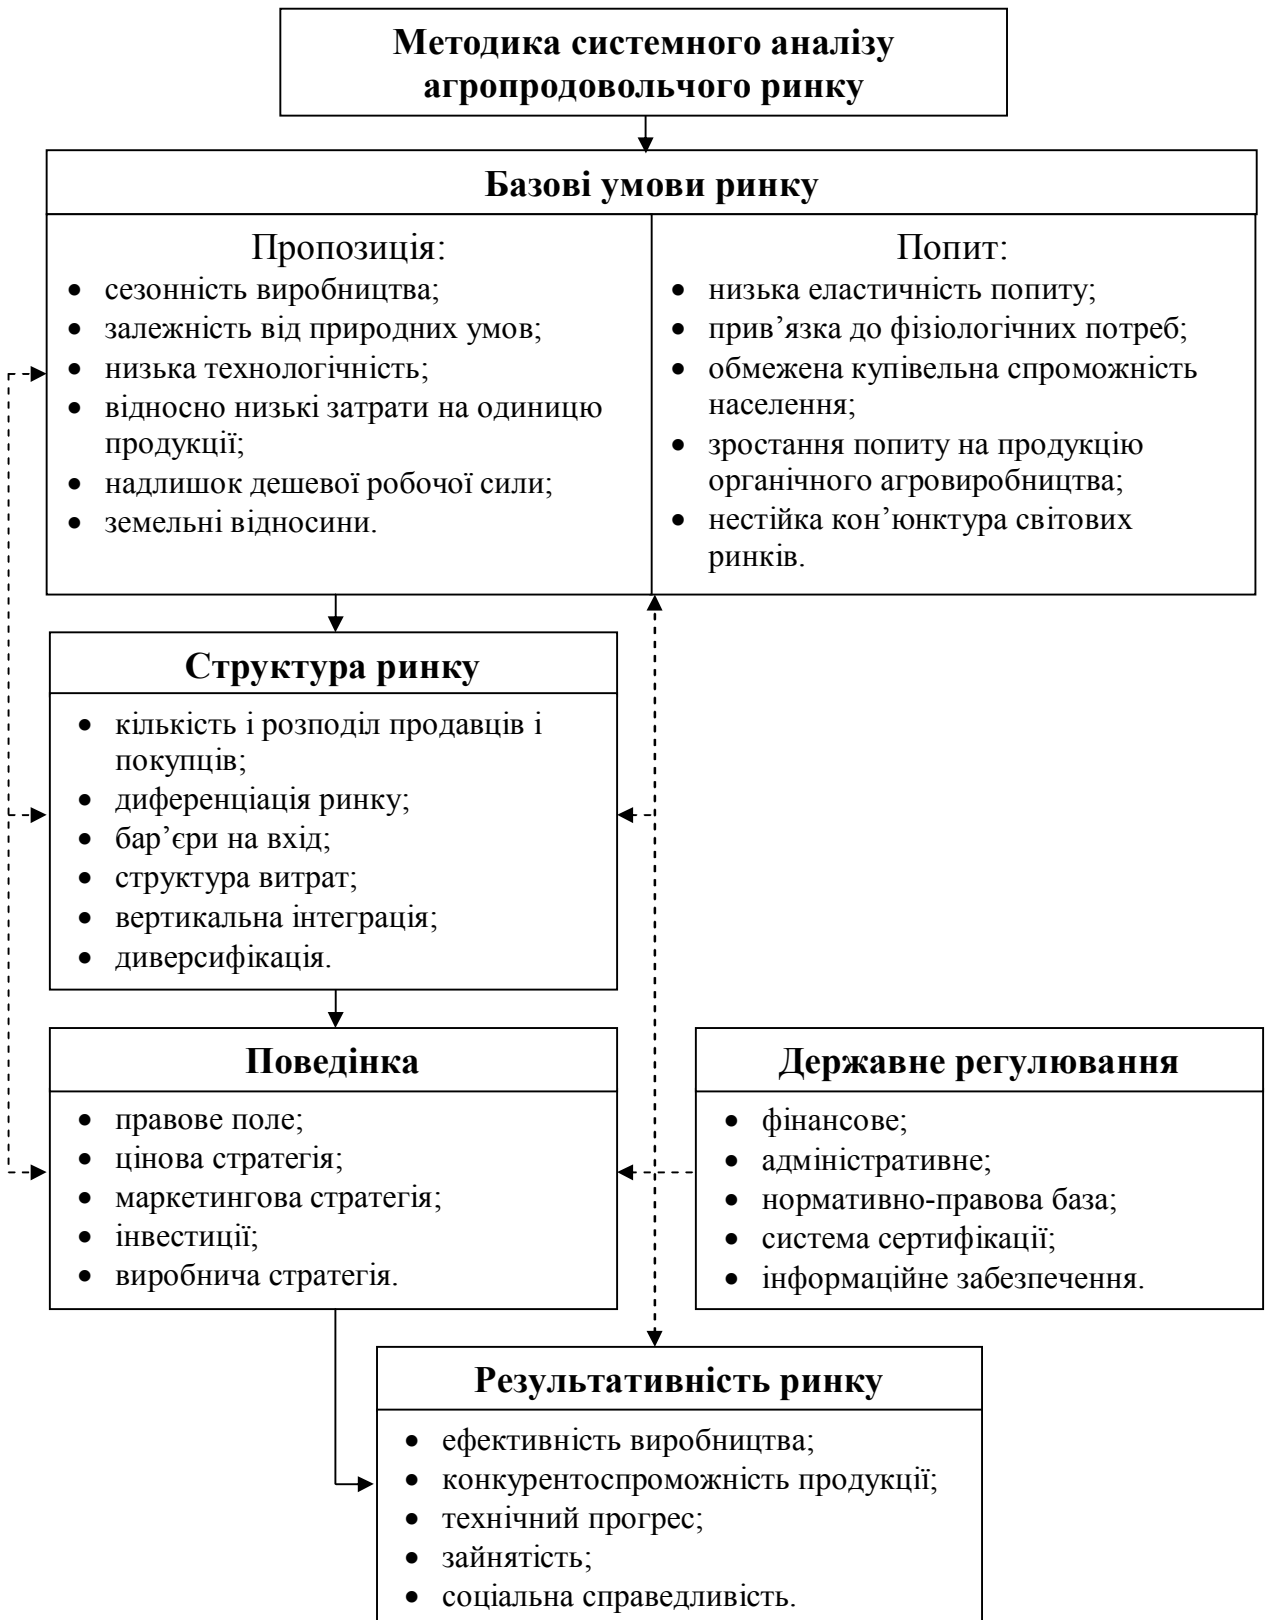 Методика системного аналізу
агропродовольчого ринку
Базові умови ринку
Пропозиція:
• сезонність виробництва;
• залежність від природних умов;
• низька технологічність;
• відносно низькі затрати на одиницю
продукції;
• надлишок дешевої робочої сили;
• земельні відносини.
Попит:
• низька еластичність попиту;
• прив’язка до фізіологічних потреб;
• обмежена купівельна спроможність
населення;
• зростання попиту на продукцію
органічного агровиробництва;
• нестійка кон’юнктура світових
ринків.
Структура ринку
• кількість і розподіл продавців і
покупців;
• диференціація ринку;
• бар’єри на вхід;
• структура витрат;
• вертикальна інтеграція;
• диверсифікація.
Поведінка
• правове поле;
• цінова стратегія;
• маркетингова стратегія;
• інвестиції;
• виробнича стратегія.
Державне регулювання
• фінансове;
• адміністративне;
• нормативно-правова база;
• система сертифікації;
• інформаційне забезпечення.
Результативність ринку
• ефективність виробництва;
• конкурентоспроможність продукції;
• технічний прогрес;
• зайнятість;
• соціальна справедливість.